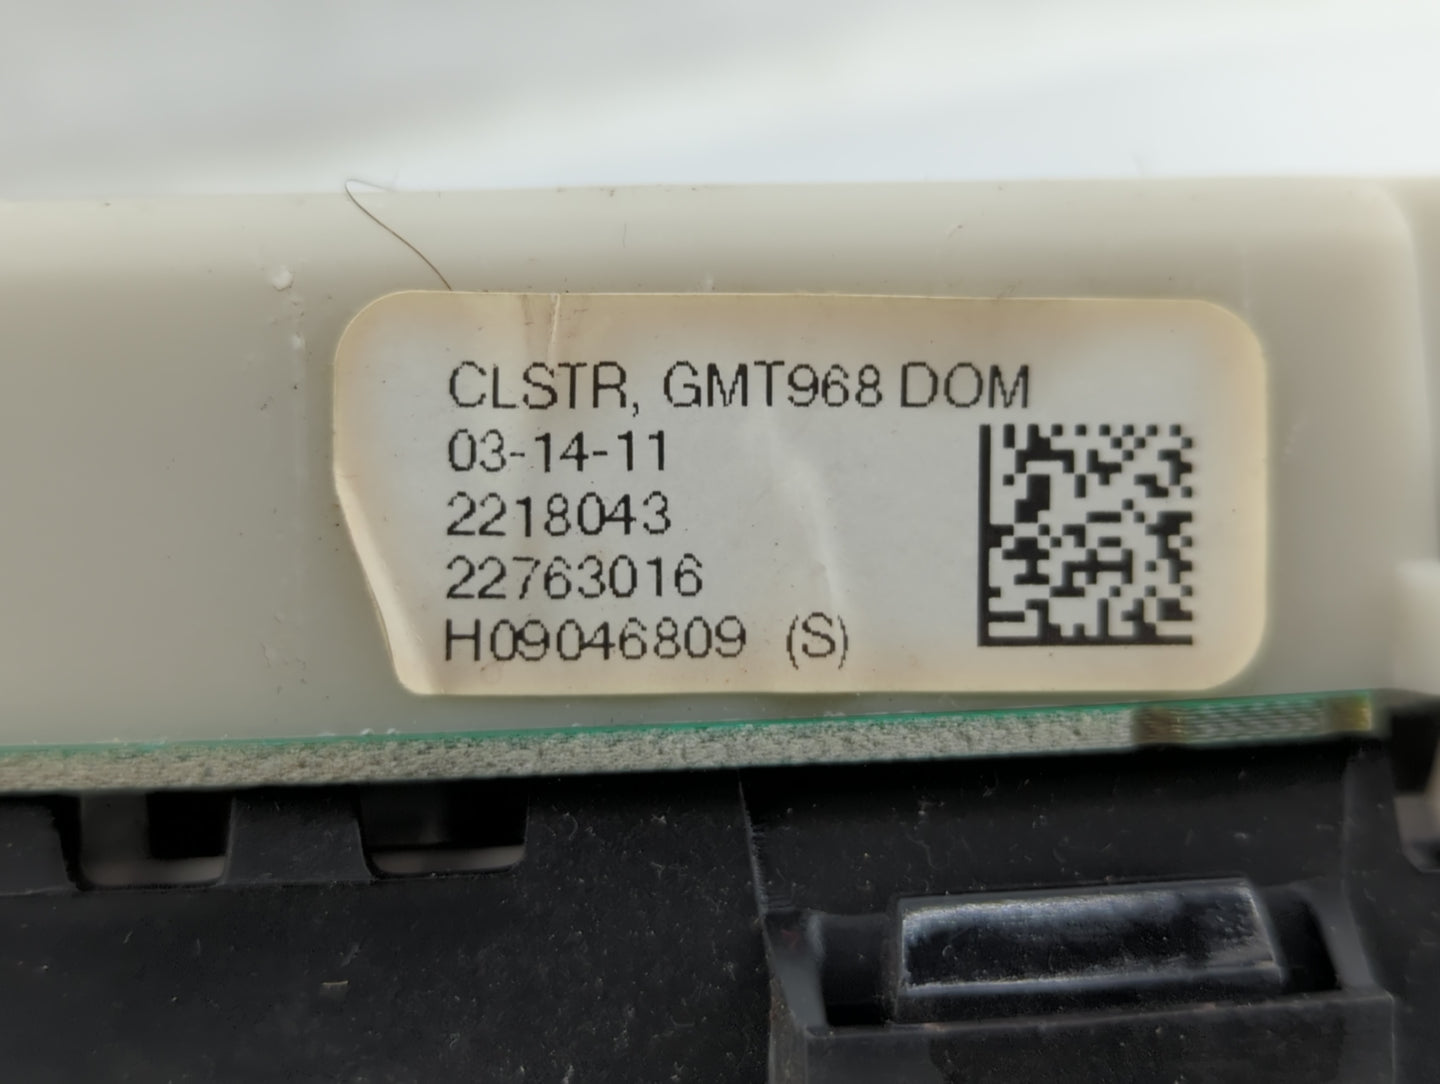 CLSTR, GMT968 DOM
03-14-11
2218043
22763016
H09046809 (S)